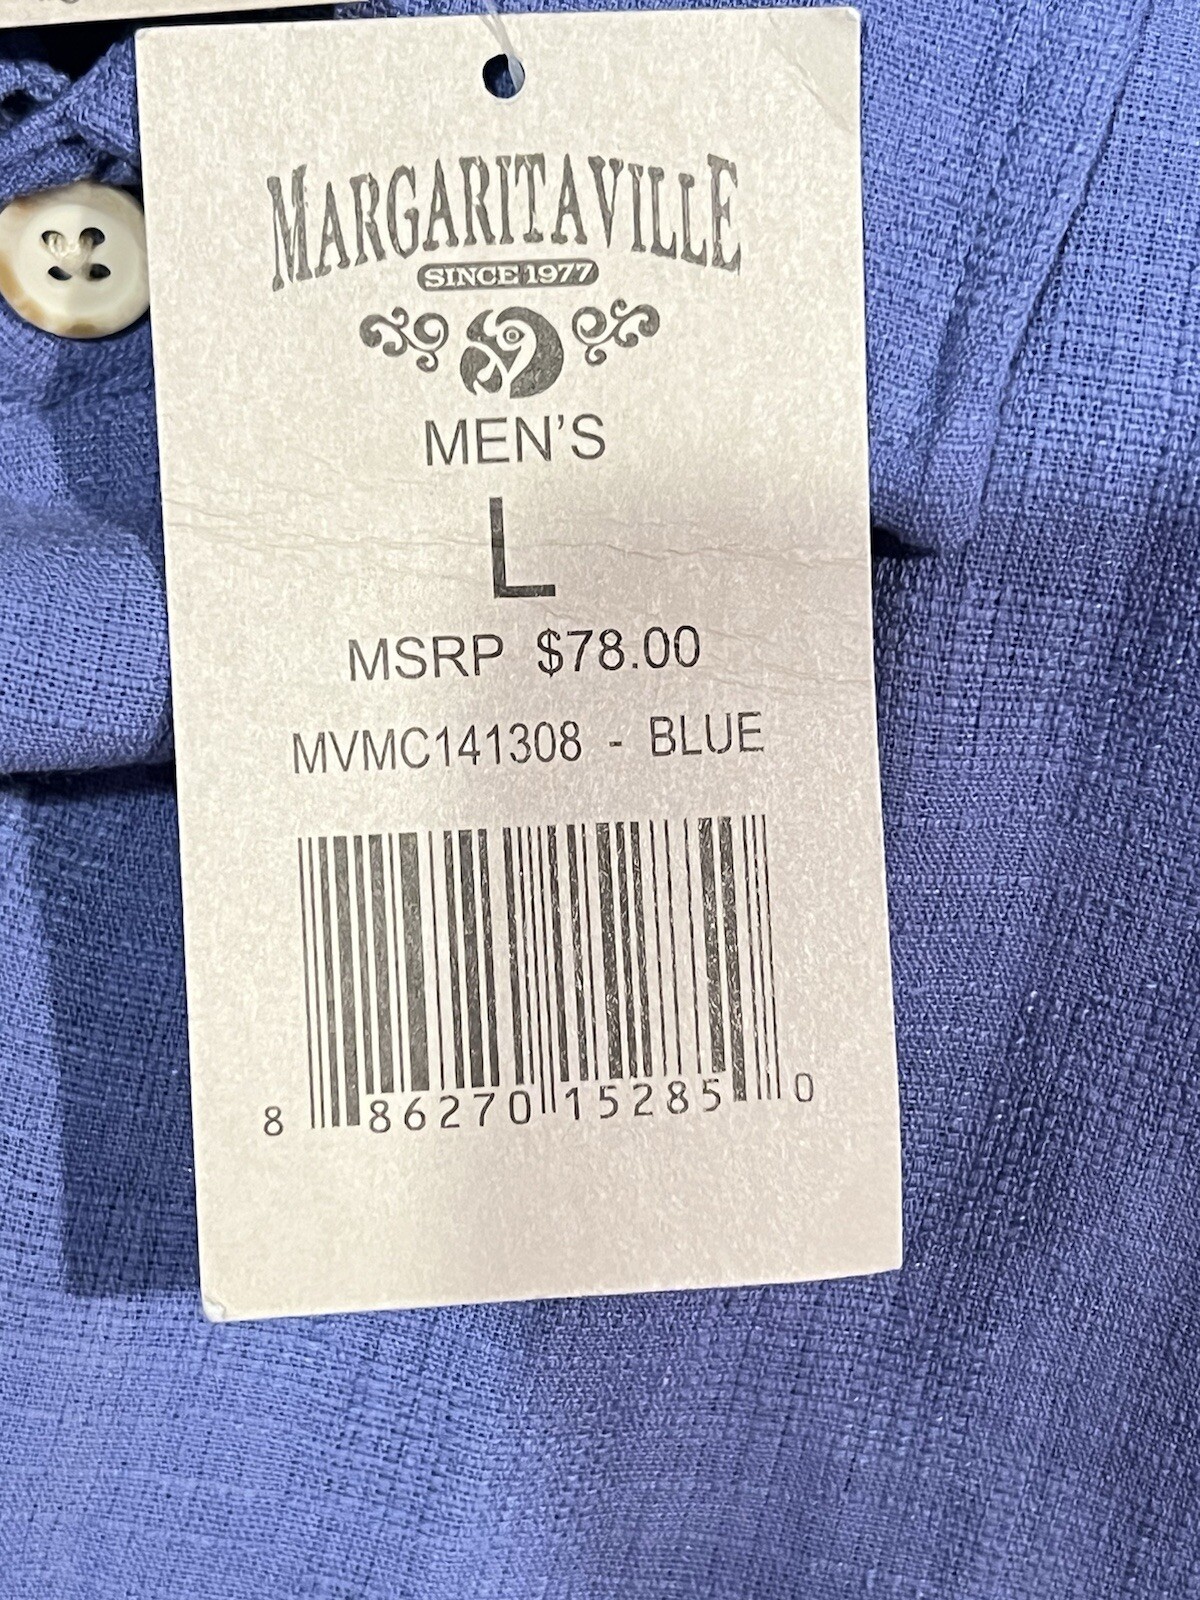 MARGARITAVILLE
SINCE 1977
MEN'S
L
MSRP $78.00
MVMC141308 - BLUE
8 86270 15285 0